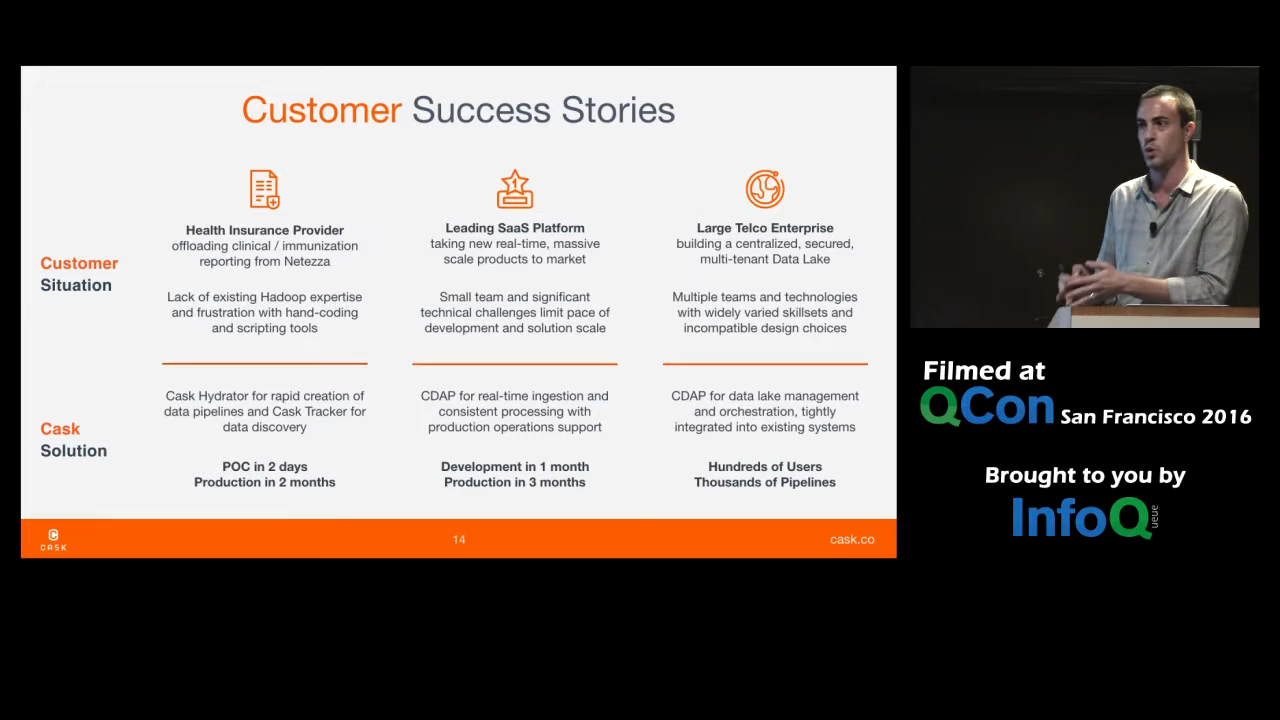 Customer Success Stories
Health Insurance Provider
offloading clinical / immunization
reporting from Netezza
Leading SaaS Platform
taking new real-time, massive
scale products to market
Large Telco Enterprise
building a centralized, secured,
multi-tenant Data Lake
Customer
Situation
Lack of existing Hadoop expertise
and frustration with hand-coding
and scripting tools
Small team and significant
technical challenges limit pace of
development and solution scale
Multiple teams and technologies
with widely varied skillsets and
incompatible design choices
Cask
Solution
Cask Hydrator for rapid creation of
data pipelines and Cask Tracker for
data discovery
CDAP for real-time ingestion and
consistent processing with
production operations support
CDAP for data lake management
and orchestration, tightly
integrated into existing systems
POC in 2 days
Production in 2 months
Development in 1 month
Production in 3 months
Hundreds of Users
Thousands of Pipelines
CASK
14
cask.co
Filmed at
QCon San Francisco 2016
Brought to you by
InfoQ
ueue